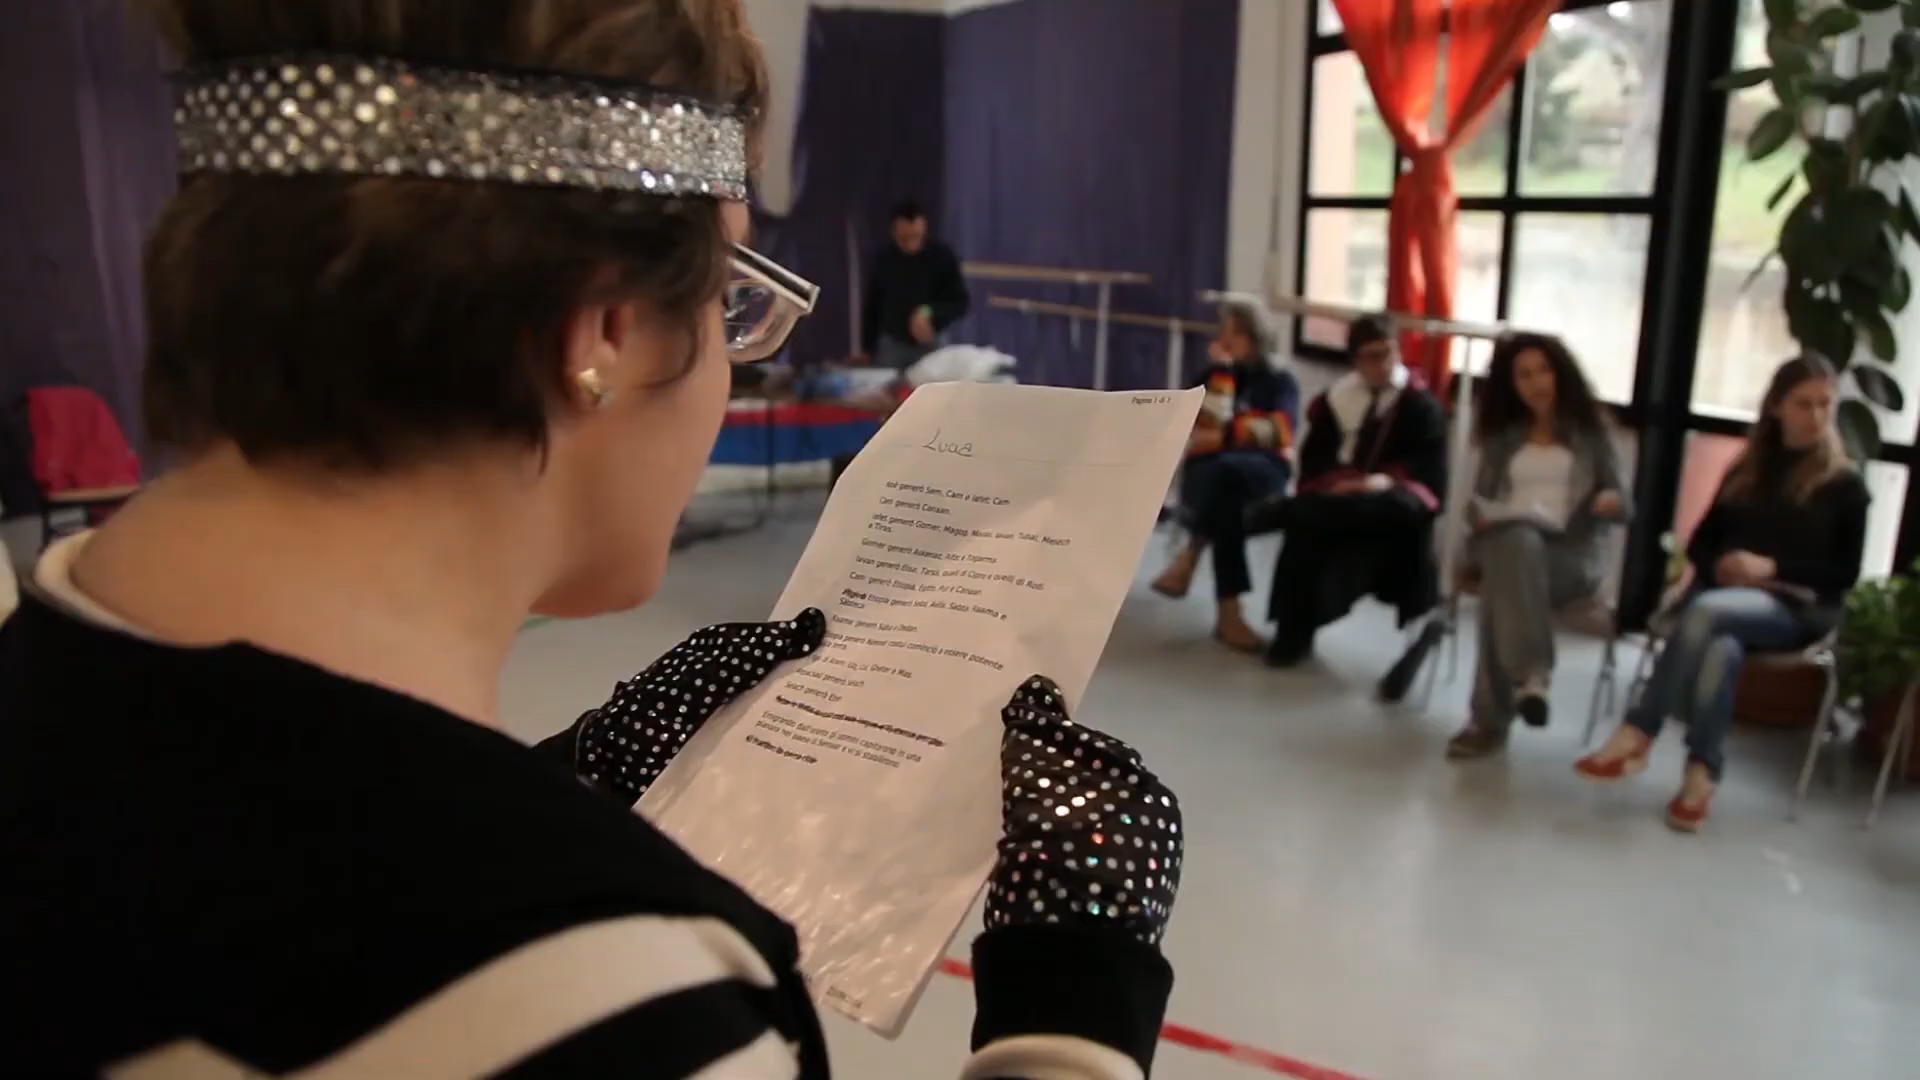 Pagina 1 di 1
Luca
Noè generò Sem, Cam e Iafet; Cam
Cam generò Canaan.
Iafet generò Gomer, Magog, Madai, Iavan, Tubal, Mesech
e Tiras.
Gomer generò Askenaz, Rifat e Togarma.
Iavan generò Elisa, Tarsis, quelli di Cipro e quelli di Rodi.
Cam generò Etiopia, Egitto, Put e Canaan.
Etiopia generò Seba, Avila, Sabta, Raama e
Sabteca.
Raama generò Saba e Dedan.
Etiopia generò costui cominciò a essere potente
terra.
di Aram: Uz, Cul, Gheter e Mas.
generò Selach.
Selach generò Eber.
Emigrando dall'oriente gli uomini capitarono in una
pianura nel paese di Sennaar e vi si stabilirono